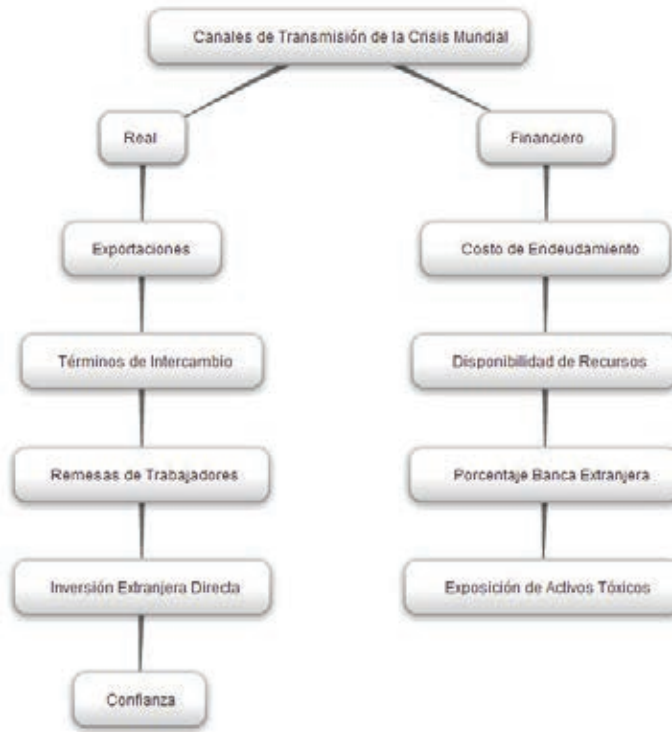 Canales de Transmisión de la Crisis Mundial
Real
Financiero
Exportaciones
Costo de Endeudamiento
Términos de Intercambio
Disponibilidad de Recursos
Remesas de Trabajadores
Porcentaje Banca Extranjera
Inversión Extranjera Directa
Exposición de Activos Tóxicos
Confianza